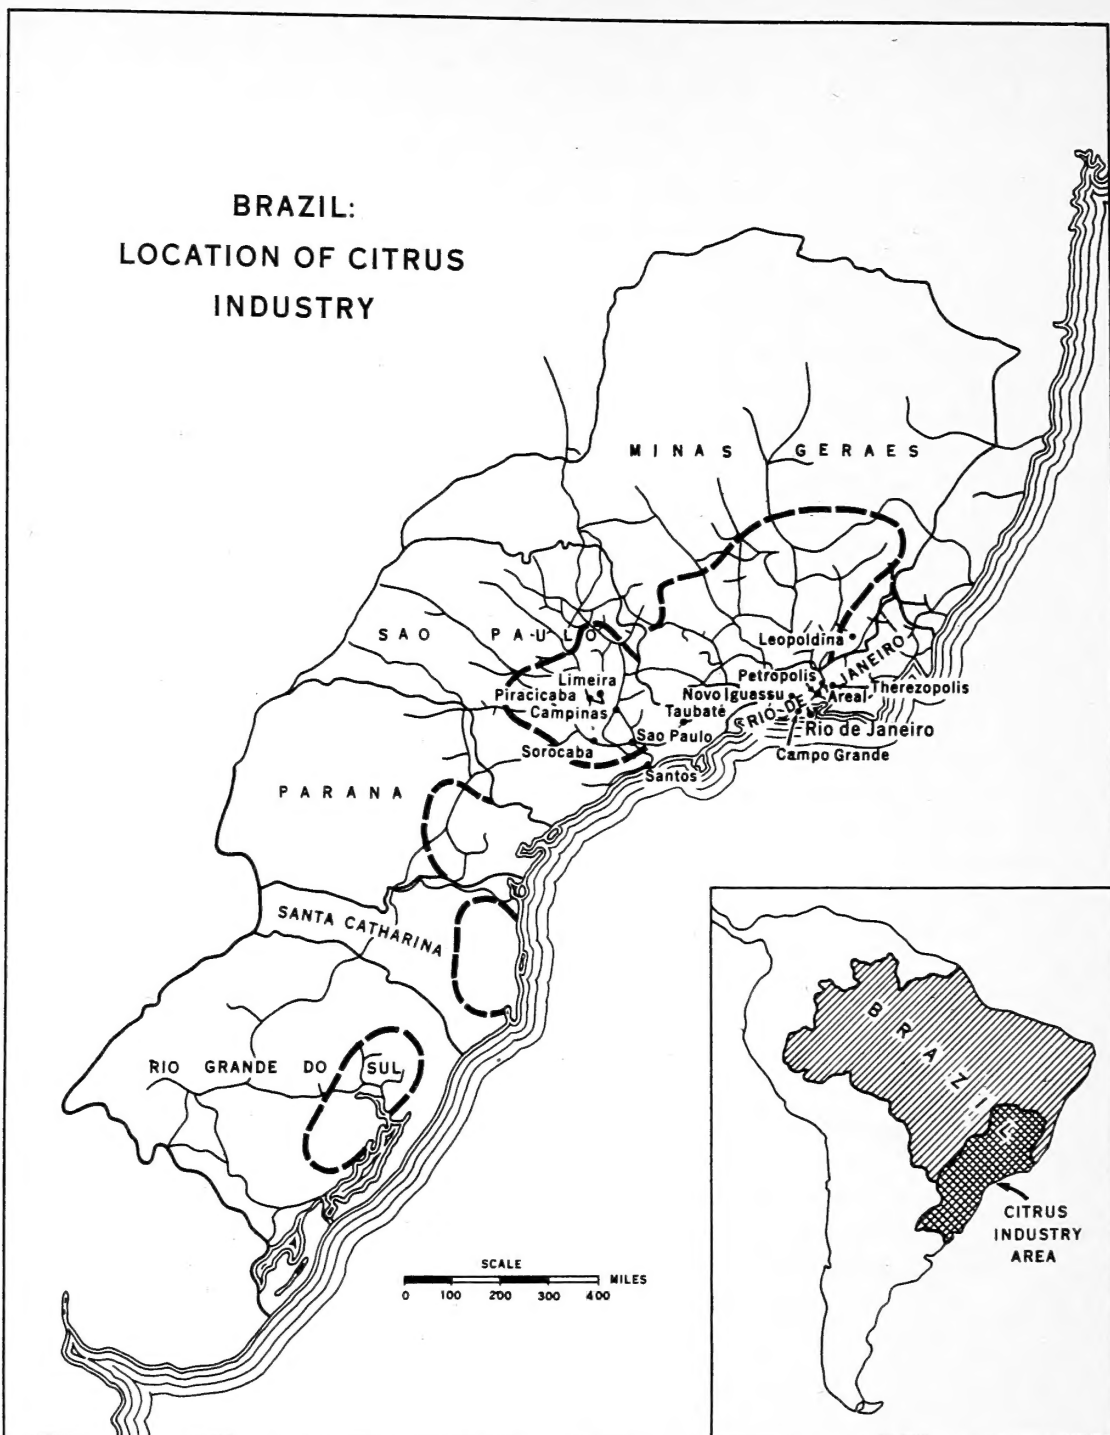 BRAZIL:
LOCATION OF CITRUS
INDUSTRY
MINAS GERAES
SAO PAULO
Leopoldina
RIO DE JANEIRO
Petropolis
Therezopolis
Areal
Novo Iguassu
Limeira
Piracicaba
Campinas
Taubaté
Rio de Janeiro
Sao Paulo
Sorocaba
Campo Grande
Santos
PARANA
SANTA CATHARINA
RIO GRANDE DO SUL
SCALE
MILES
0 100 200 300 400
BRAZIL
CITRUS
INDUSTRY
AREA